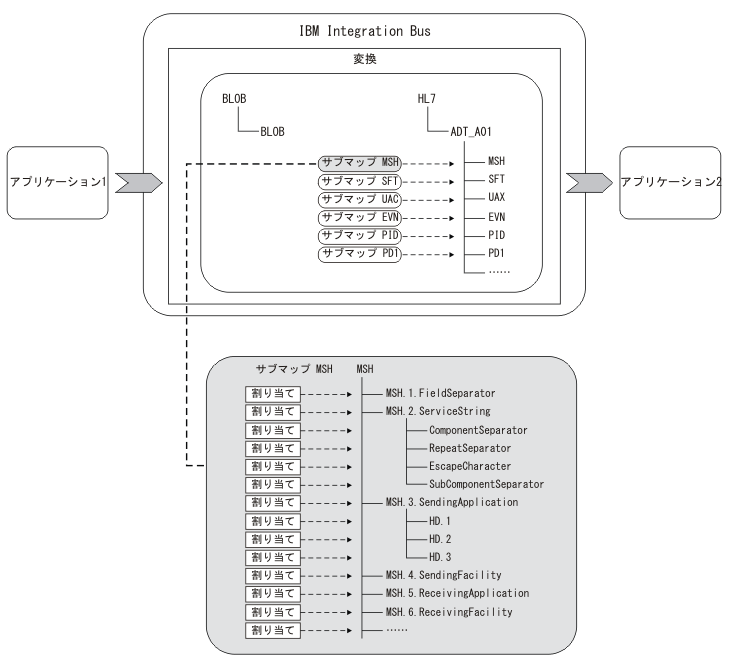 IBM Integration Bus
変換
BLOB
BLOB
HL7
ADT_A01
アプリケーション1
サブマップ MSH
MSH
サブマップ SFT
SFT
サブマップ UAC
UAX
サブマップ EVN
EVN
サブマップ PID
PID
サブマップ PD1
PD1
……
アプリケーション2
サブマップ MSH
MSH
割り当て
MSH.1.FieldSeparator
割り当て
MSH.2.ServiceString
割り当て
ComponentSeparator
割り当て
RepeatSeparator
割り当て
EscapeCharacter
割り当て
SubComponentSeparator
割り当て
MSH.3.SendingApplication
割り当て
HD.1
割り当て
HD.2
割り当て
HD.3
割り当て
MSH.4.SendingFacility
割り当て
MSH.5.ReceivingApplication
割り当て
MSH.6.ReceivingFacility
割り当て
……